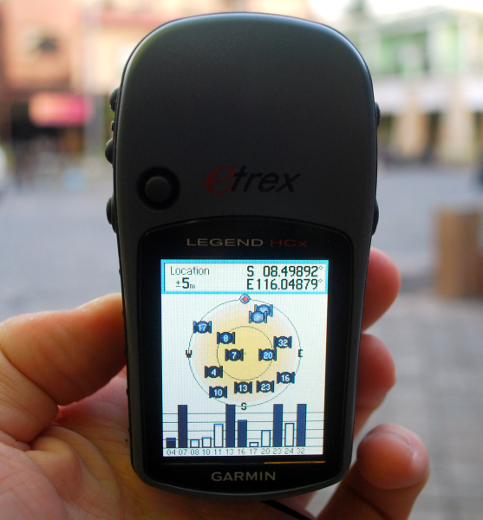 etrex
LEGEND HCx
Location S 08.49892°
±5m E116.04879°
17
8
32
W 7 20 E
4
16
10 13 23
S
04 07 08 10 11 13 16 17 20 23 24 32
GARMIN